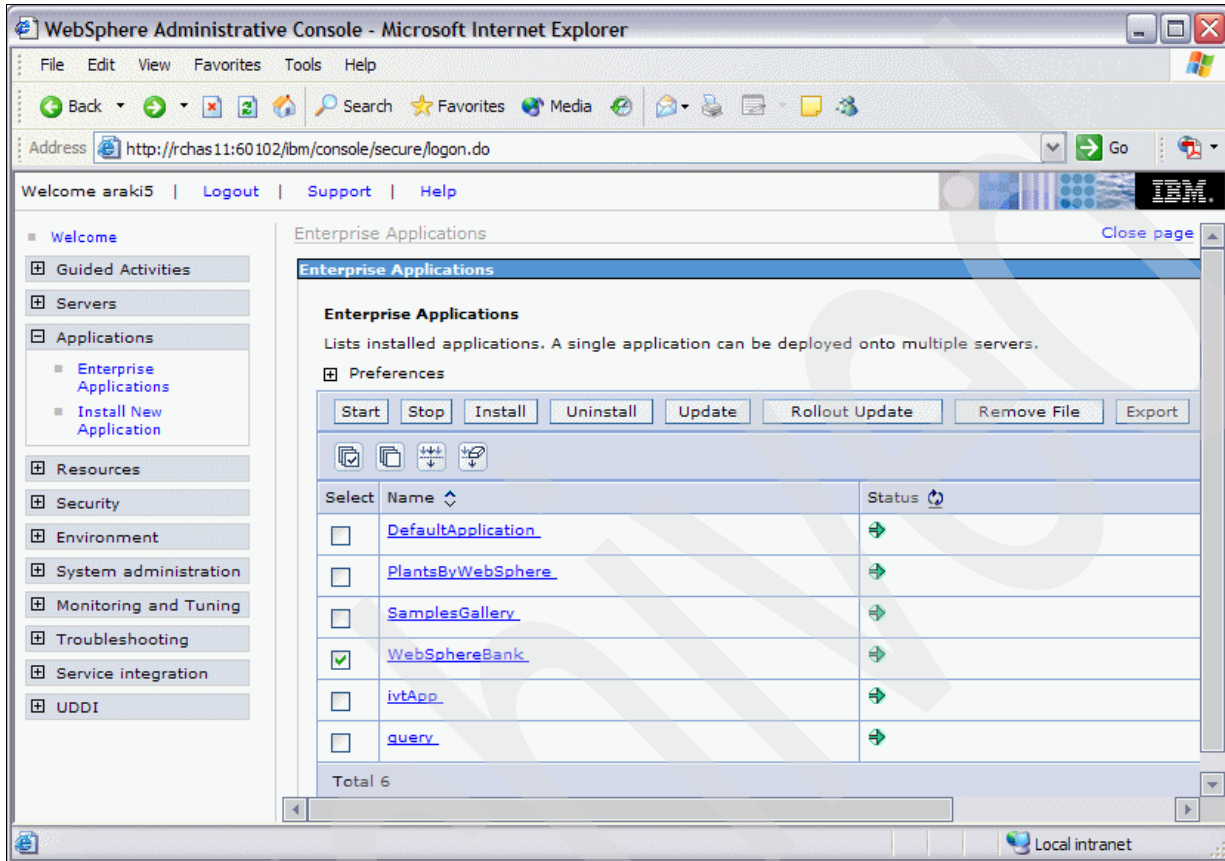 WebSphere Administrative Console - Microsoft Internet Explorer
File Edit View Favorites Tools Help
Back Search Favorites Media
Address http://rchas11:60102/ibm/console/secure/logon.do Go
Welcome araki5 | Logout | Support | Help IBM.
Welcome
Guided Activities
Servers
Applications
Enterprise
Applications
Install New
Application
Resources
Security
Environment
System administration
Monitoring and Tuning
Troubleshooting
Service integration
UDDI
Enterprise Applications Close page
Enterprise Applications
Enterprise Applications
Lists installed applications. A single application can be deployed onto multiple servers.
Preferences
Start Stop Install Uninstall Update Rollout Update Remove File Export
Select Name Status
DefaultApplication
PlantsByWebSphere
SamplesGallery
WebSphereBank
ivtApp
query
Total 6
Local intranet